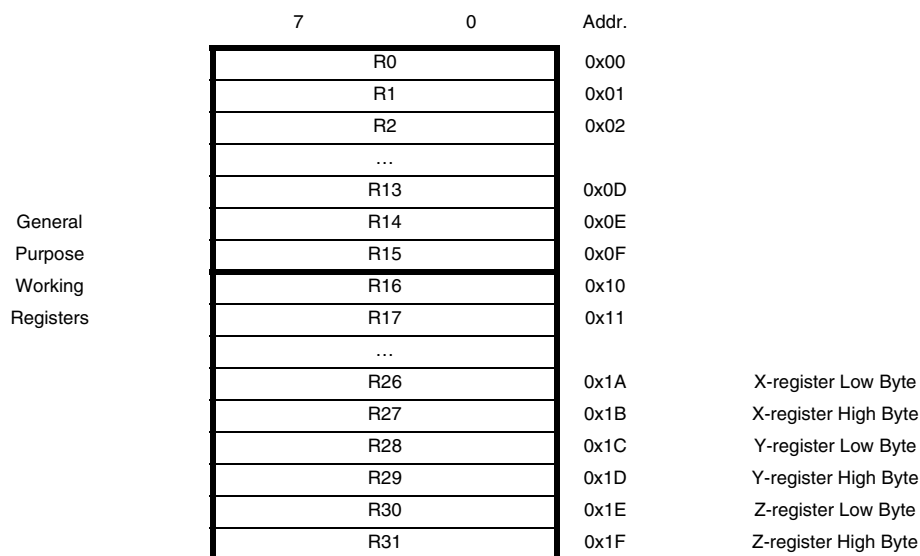 7 0 Addr.
R0 0x00
R1 0x01
R2 0x02
…
R13 0x0D
General R14 0x0E
Purpose R15 0x0F
Working R16 0x10
Registers R17 0x11
…
R26 0x1A X-register Low Byte
R27 0x1B X-register High Byte
R28 0x1C Y-register Low Byte
R29 0x1D Y-register High Byte
R30 0x1E Z-register Low Byte
R31 0x1F Z-register High Byte